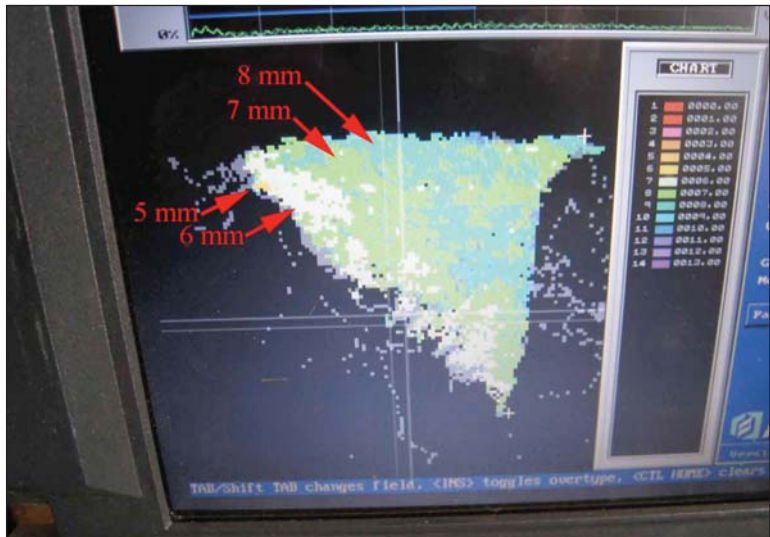 0%
8 mm
7 mm
5 mm
6 mm
CHART
1 0000.00
2 0001.00
3 0002.00
4 0003.00
5 0004.00
6 0005.00
7 0006.00
8 0007.00
9 0008.00
10 0009.00
11 0010.00
12 0011.00
13 0012.00
14 0013.00
TAB/Shift TAB changes field, <INS> toggles overtype, <CTL HOME> clears